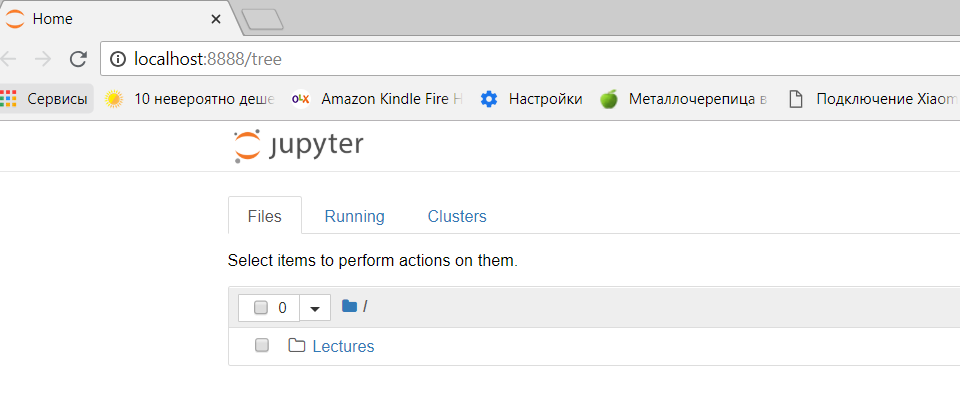 Home
localhost:8888/tree
Сервисы 10 невероятно деше OLX Amazon Kindle Fire H Настройки Металлочерепица в Подключение Xiaom
jupyter
Files Running Clusters
Select items to perform actions on them.
0 /
Lectures